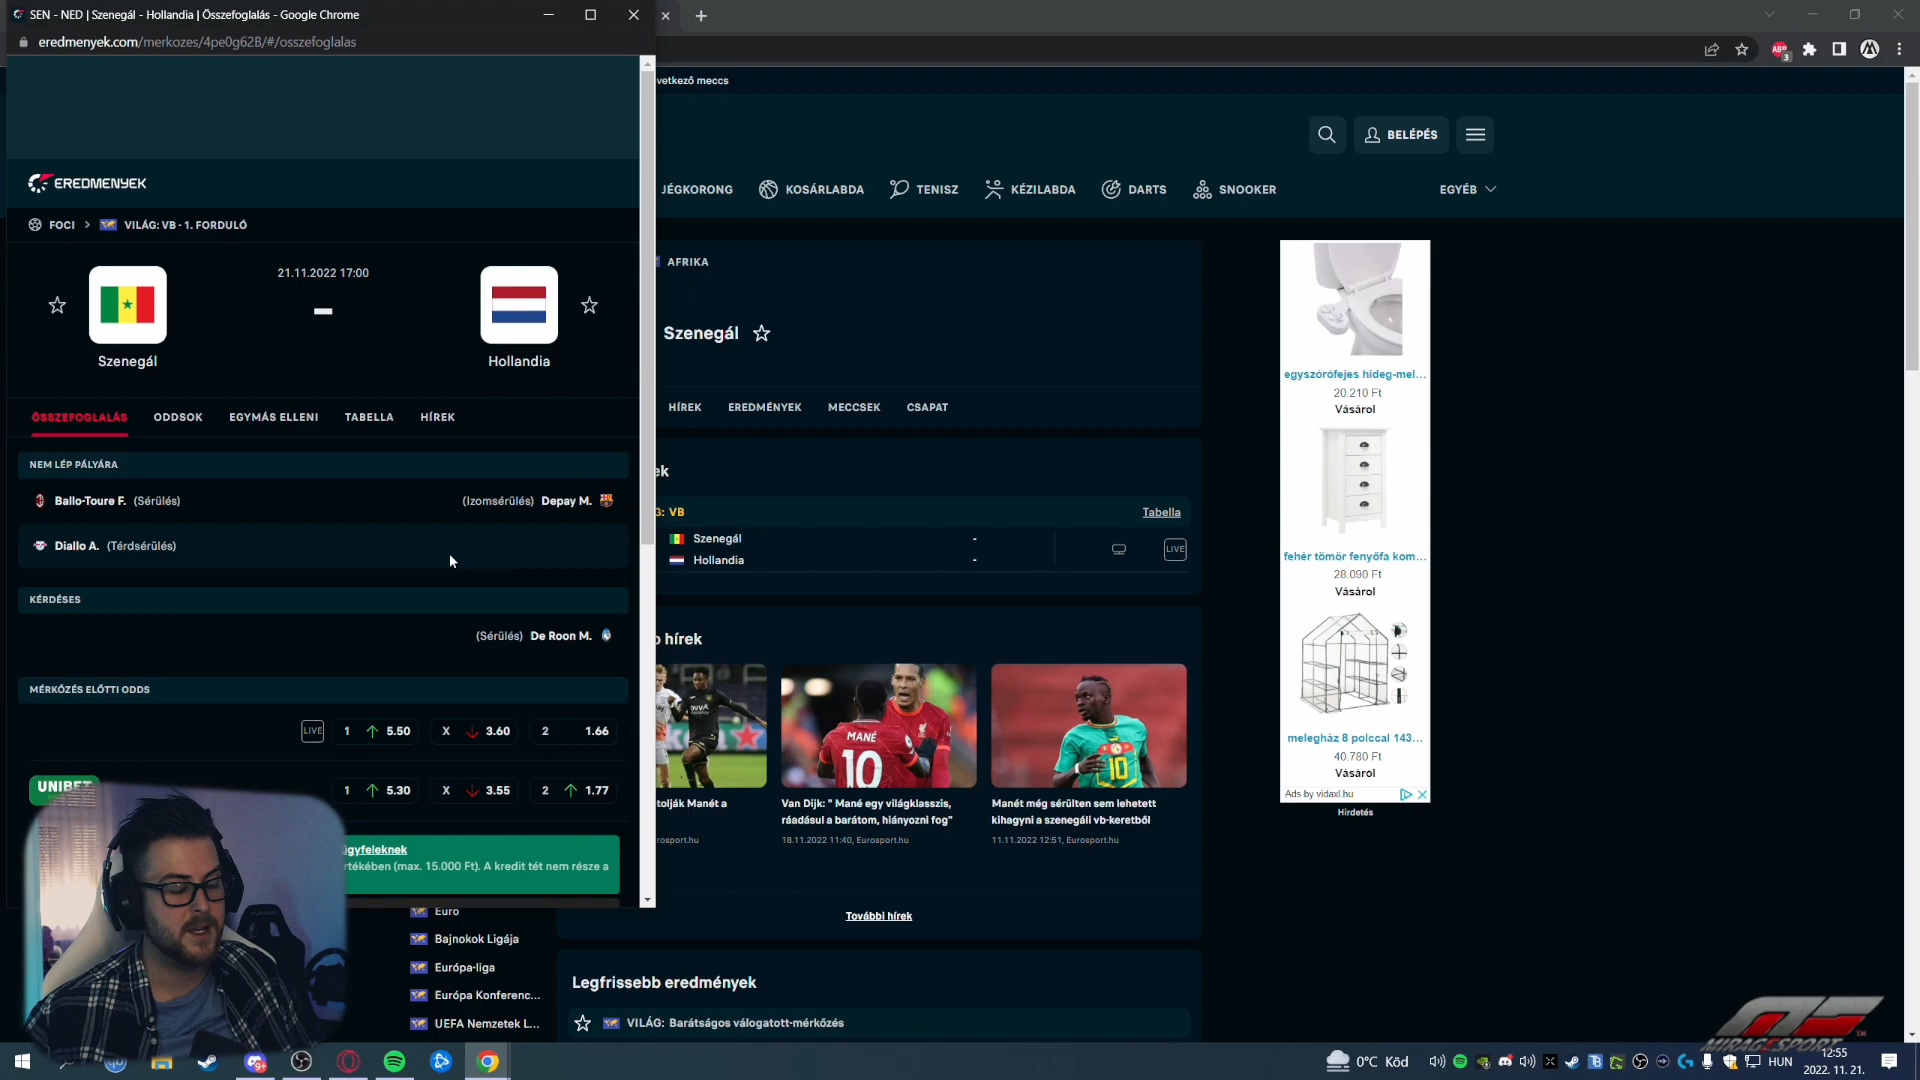 SEN - NED | Szenegál - Hollandia | Összefoglalás - Google Chrome
eredmenyek.com/merkozes/4pe0g62B/#/osszefoglalas
vetkező meccs
BELÉPÉS
EREDMENYEK
JÉGKORONG
KOSÁRLABDA
TENISZ
KÉZILABDA
DARTS
SNOOKER
EGYÉB
FOCI
VILÁG: VB - 1. FORDULÓ
21.11.2022 17:00
Szenegál
Hollandia
ÖSSZEFOGLALÁS
ODDSOK
EGYMÁS ELLENI
TABELLA
HÍREK
NEM LÉP PÁLYÁRA
Ballo-Toure F. (Sérülés)
(Izomsérülés) Depay M.
Diallo A. (Térdsérülés)
KÉRDÉSES
(Sérülés) De Roon M.
MÉRKŐZÉS ELŐTTI ODDS
LIVE 1 5.50 X 3.60 2 1.66
UNIBET 1 5.30 X 3.55 2 1.77
ügyfeleknek
rtékében (max. 15.000 Ft). A kredit tét nem része a
AFRIKA
Szenegál
HÍREK
EREDMÉNYEK
MECCSEK
CSAPAT
ek
G: VB
Tabella
Szenegál -
Hollandia -
LIVE
b hírek
MANÉ
10
10
tolják Manét a
sport.hu
Van Dijk: " Mané egy világklasszis,
ráadásul a barátom, hiányozni fog"
18.11.2022 11:40, Eurosport.hu
Manét még sérülten sem lehetett
kihagyni a szenegáli vb-keretből
11.11.2022 12:51, Eurosport.hu
További hírek
Legfrissebb eredmények
VILÁG: Barátságos válogatott-mérkőzés
Euro
Bajnokok Ligája
Európa-liga
Európa Konferenc...
UEFA Nemzetek L...
egyszórófejes hideg-mel...
20.210 Ft
Vásárol
fehér tömör fenyőfa kom...
28.090 Ft
Vásárol
melegház 8 polccal 143...
40.780 Ft
Vásárol
Ads by vidaxl.hu
Hirdetés
MIRAGE SPORT
0°C Köd
HUN
12:55
2022. 11. 21.